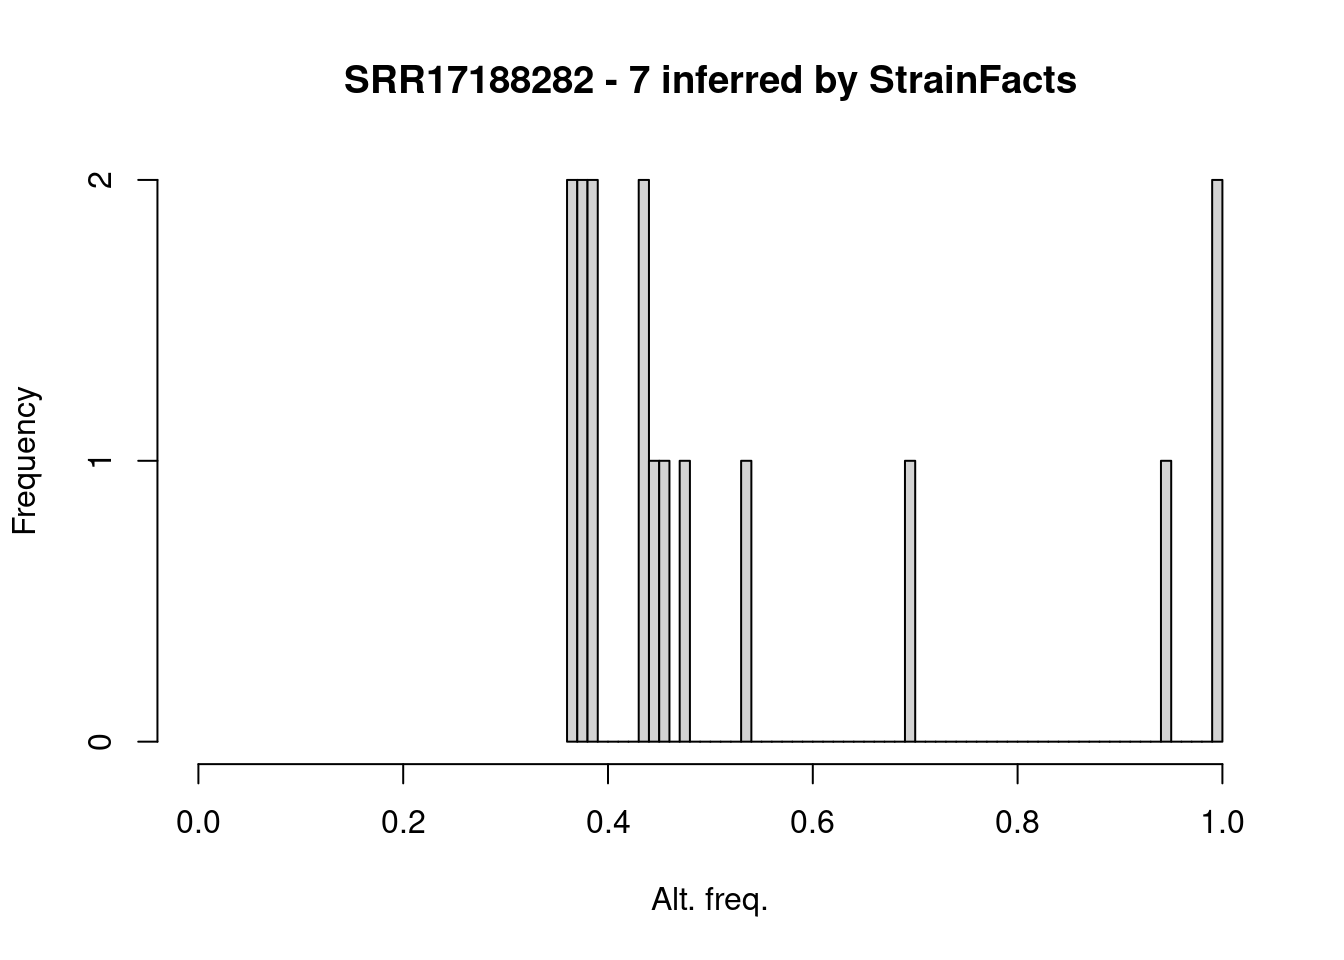 SRR17188282 - 7 inferred by StrainFacts
2
1
0
Frequency
0.0 0.2 0.4 0.6 0.8 1.0
Alt. freq.